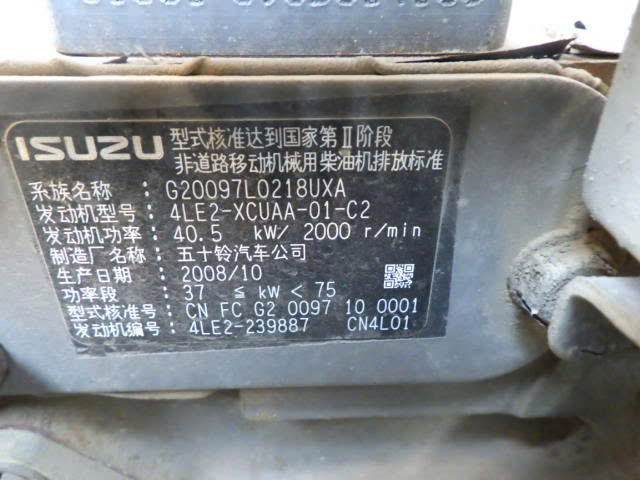 ISUZU 型式核准达到国家第Ⅱ阶段
非道路移动机械用柴油机排放标准
系族名称 : G20097L0218UXA
发动机型号: 4LE2-XCUAA-01-C2
发动机功率: 40.5 kW/ 2000 r/min
制造厂名称: 五十铃汽车公司
生产日期 : 2008/10
功率段 : 37 ≤ kW < 75
型式核准号: CN FC G2 0097 10 0001
发动机编号: 4LE2-239887 CN4L01